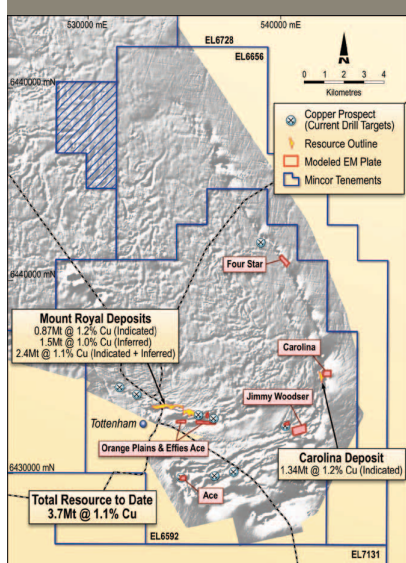 530000 mE
540000 mE
EL6728
EL6656
N
6440000 mN
0 1 2 3 4
Kilometres
Copper Prospect
(Current Drill Targets)
Resource Outline
Modeled EM Plate
Mincor Tenements
Four Star
6440000 mN
Mount Royal Deposits
0.87Mt @ 1.2% Cu (Indicated)
1.5Mt @ 1.0% Cu (Inferred)
2.4Mt @ 1.1% Cu (Indicated + Inferred)
Carolina
Jimmy Woodser
Tottenham
Orange Plains & Effies Ace
Carolina Deposit
1.34Mt @ 1.2% Cu (Indicated)
6430000 mN
Total Resource to Date
3.7Mt @ 1.1% Cu
Ace
EL6592
EL7131